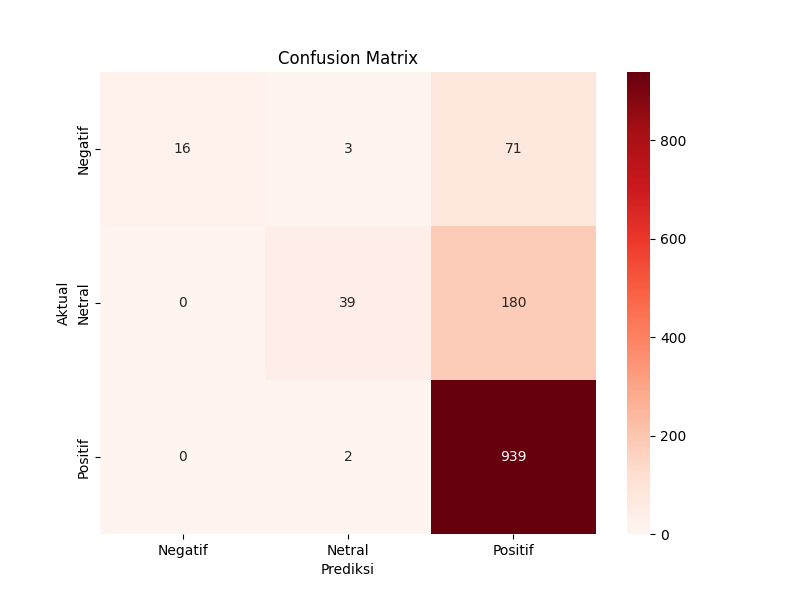 Confusion Matrix
Negatif 16 3 71
Aktual
Netral 0 39 180
Positif 0 2 939
Negatif Netral Positif
Prediksi
800
600
400
200
0